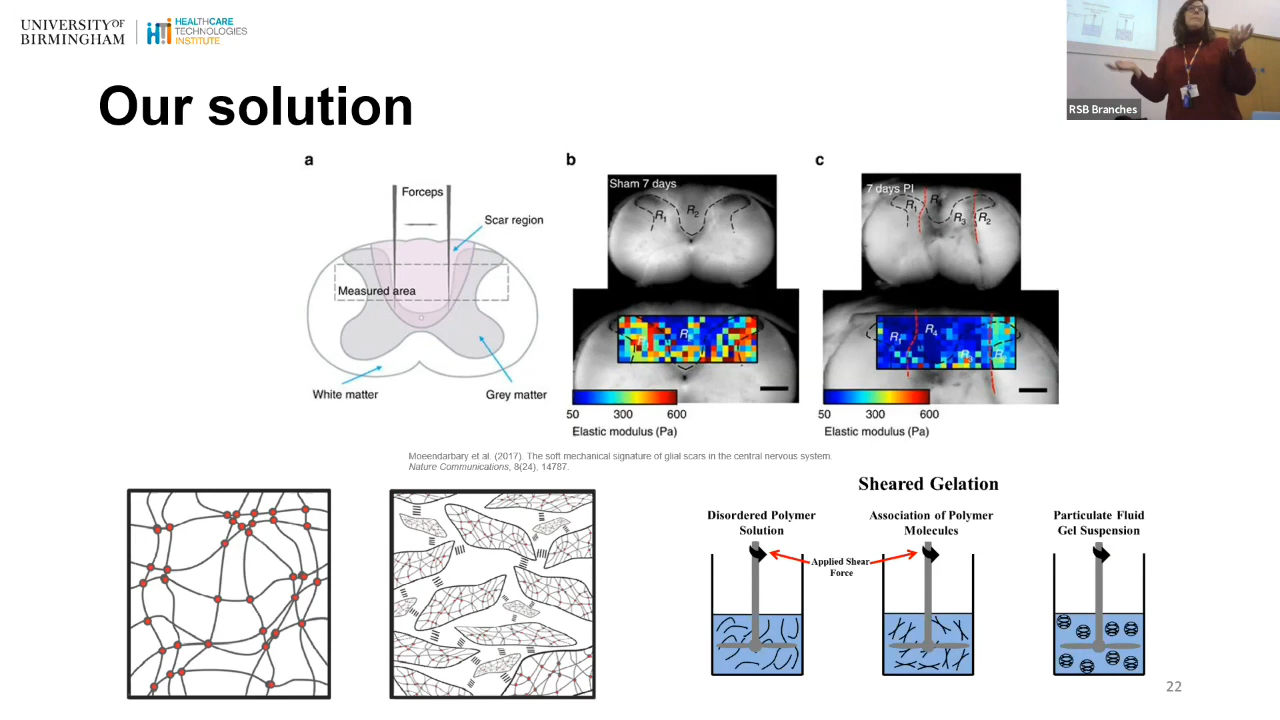 UNIVERSITY OF
BIRMINGHAM
HEALTHCARE
TECHNOLOGIES
INSTITUTE
RSB Branches
Our solution
a
b
c
Forceps
Scar region
Measured area
White matter
Grey matter
Sham 7 days
R1
R2
R
50 300 600
Elastic modulus (Pa)
7 days PI
R1
R3
R2
R1
R4
50 300 600
Elastic modulus (Pa)
Moeendarbary et al. (2017). The soft mechanical signature of glial scars in the central nervous system.
Nature Communications, 8(24), 14787.
Sheared Gelation
Disordered Polymer
Solution
Association of Polymer
Molecules
Particulate Fluid
Gel Suspension
Applied Shear
Force
22